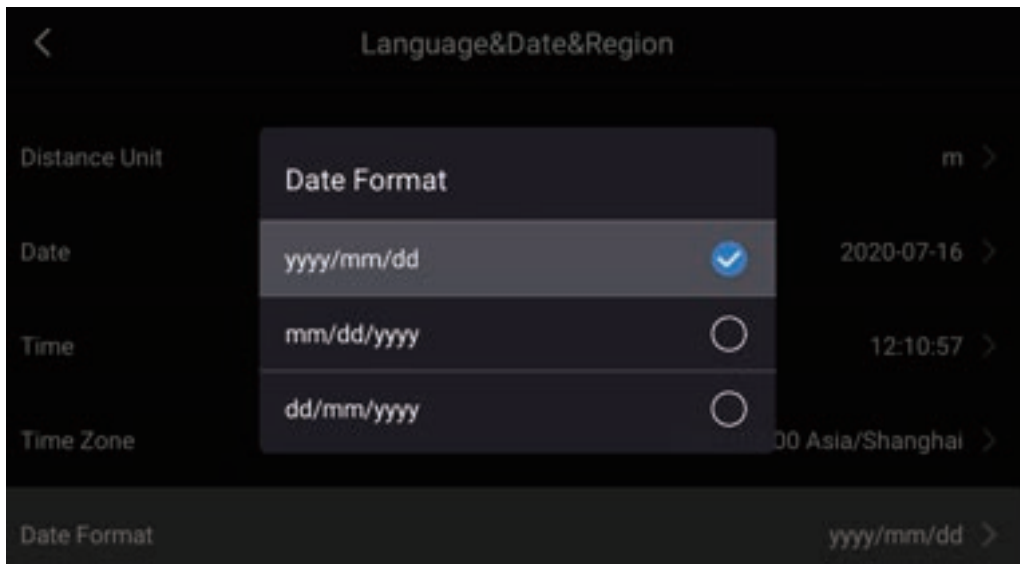 Language&Date&Region
Distance Unit
m
Date Format
yyyy/mm/dd
mm/dd/yyyy
dd/mm/yyyy
Date
2020-07-16
Time
12:10:57
Time Zone
00 Asia/Shanghai
Date Format
yyyy/mm/dd